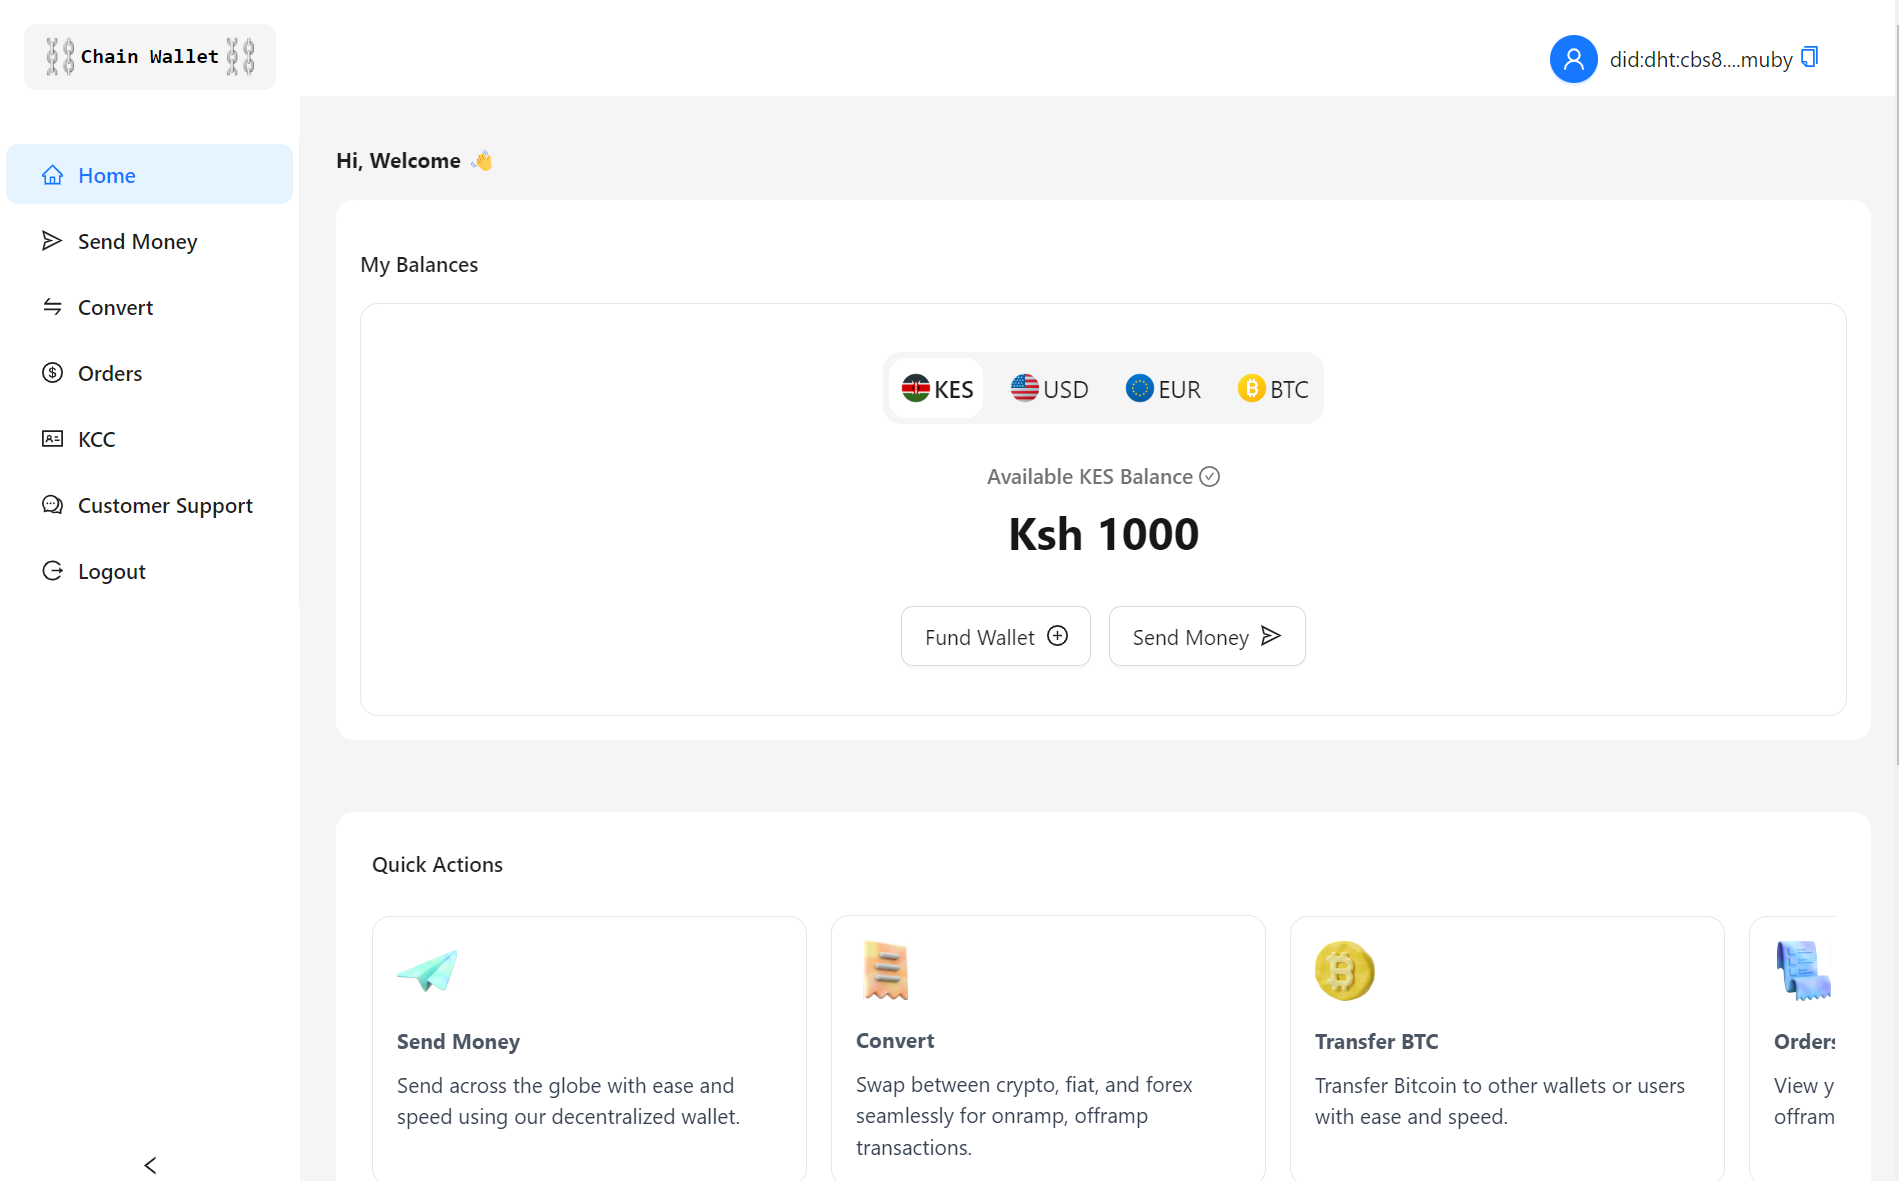 Chain Wallet
did:dht:cbs8....muby
Home
Send Money
Convert
Orders
KCC
Customer Support
Logout
Hi, Welcome 👋
My Balances
KES
USD
EUR
BTC
Available KES Balance
Ksh 1000
Fund Wallet
Send Money
Quick Actions
Send Money
Send across the globe with ease and
speed using our decentralized wallet.
Convert
Swap between crypto, fiat, and forex
seamlessly for onramp, offramp
transactions.
Transfer BTC
Transfer Bitcoin to other wallets or users
with ease and speed.
Orders
View y
offram